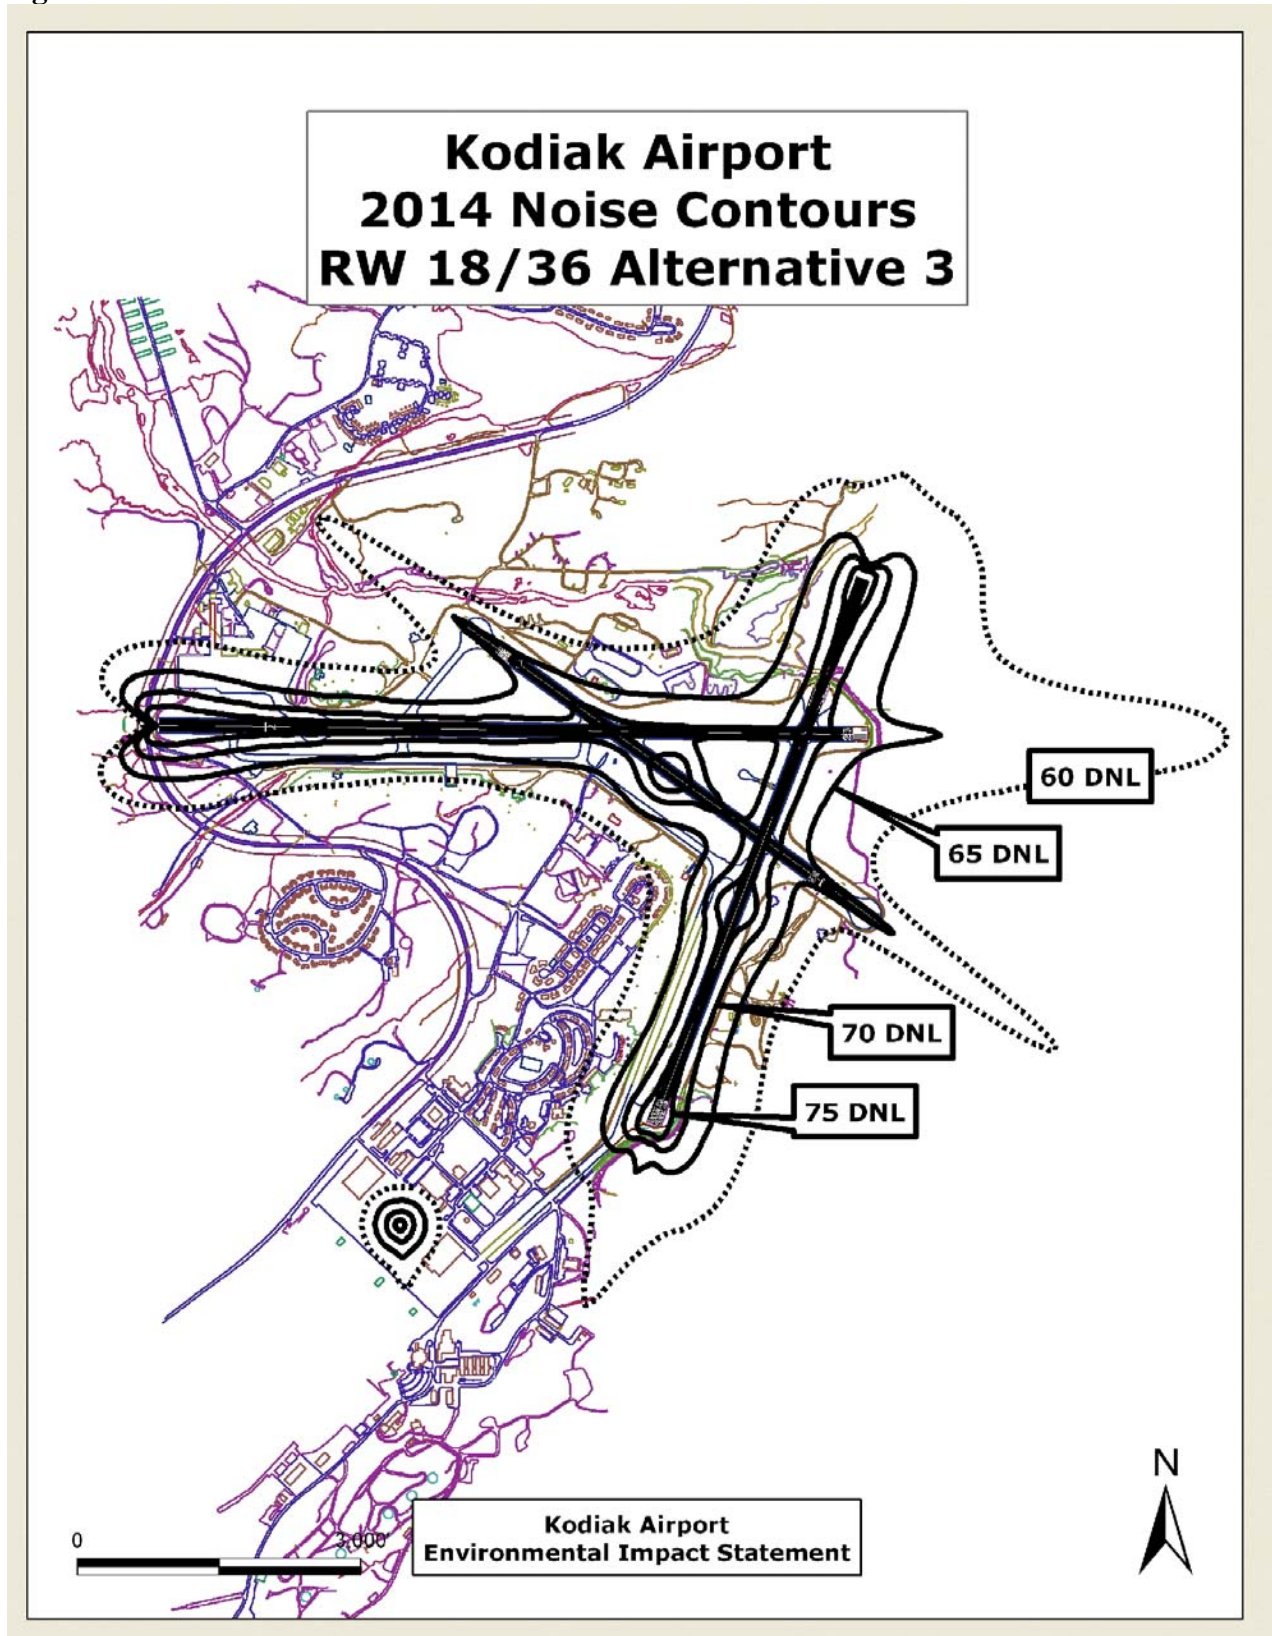 Kodiak Airport
2014 Noise Contours
RW 18/36 Alternative 3
60 DNL
65 DNL
70 DNL
75 DNL
N
0
3,000'
Kodiak Airport
Environmental Impact Statement